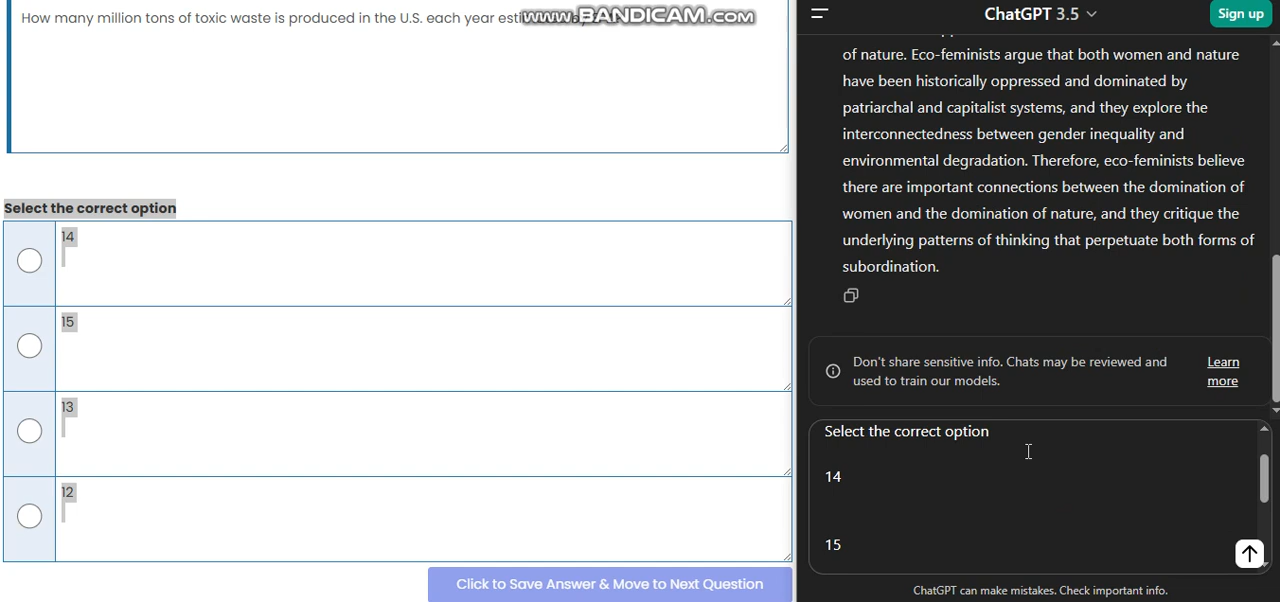 How many million tons of toxic waste is produced in the U.S. each year
www.BANDICAM.com
Select the correct option
14
15
13
12
Click to Save Answer & Move to Next Question
ChatGPT 3.5
Sign up
of nature. Eco-feminists argue that both women and nature
have been historically oppressed and dominated by
patriarchal and capitalist systems, and they explore the
interconnectedness between gender inequality and
environmental degradation. Therefore, eco-feminists believe
there are important connections between the domination of
women and the domination of nature, and they critique the
underlying patterns of thinking that perpetuate both forms of
subordination.
Don't share sensitive info. Chats may be reviewed and
used to train our models.
Learn
more
Select the correct option
14
15
ChatGPT can make mistakes. Check important info.